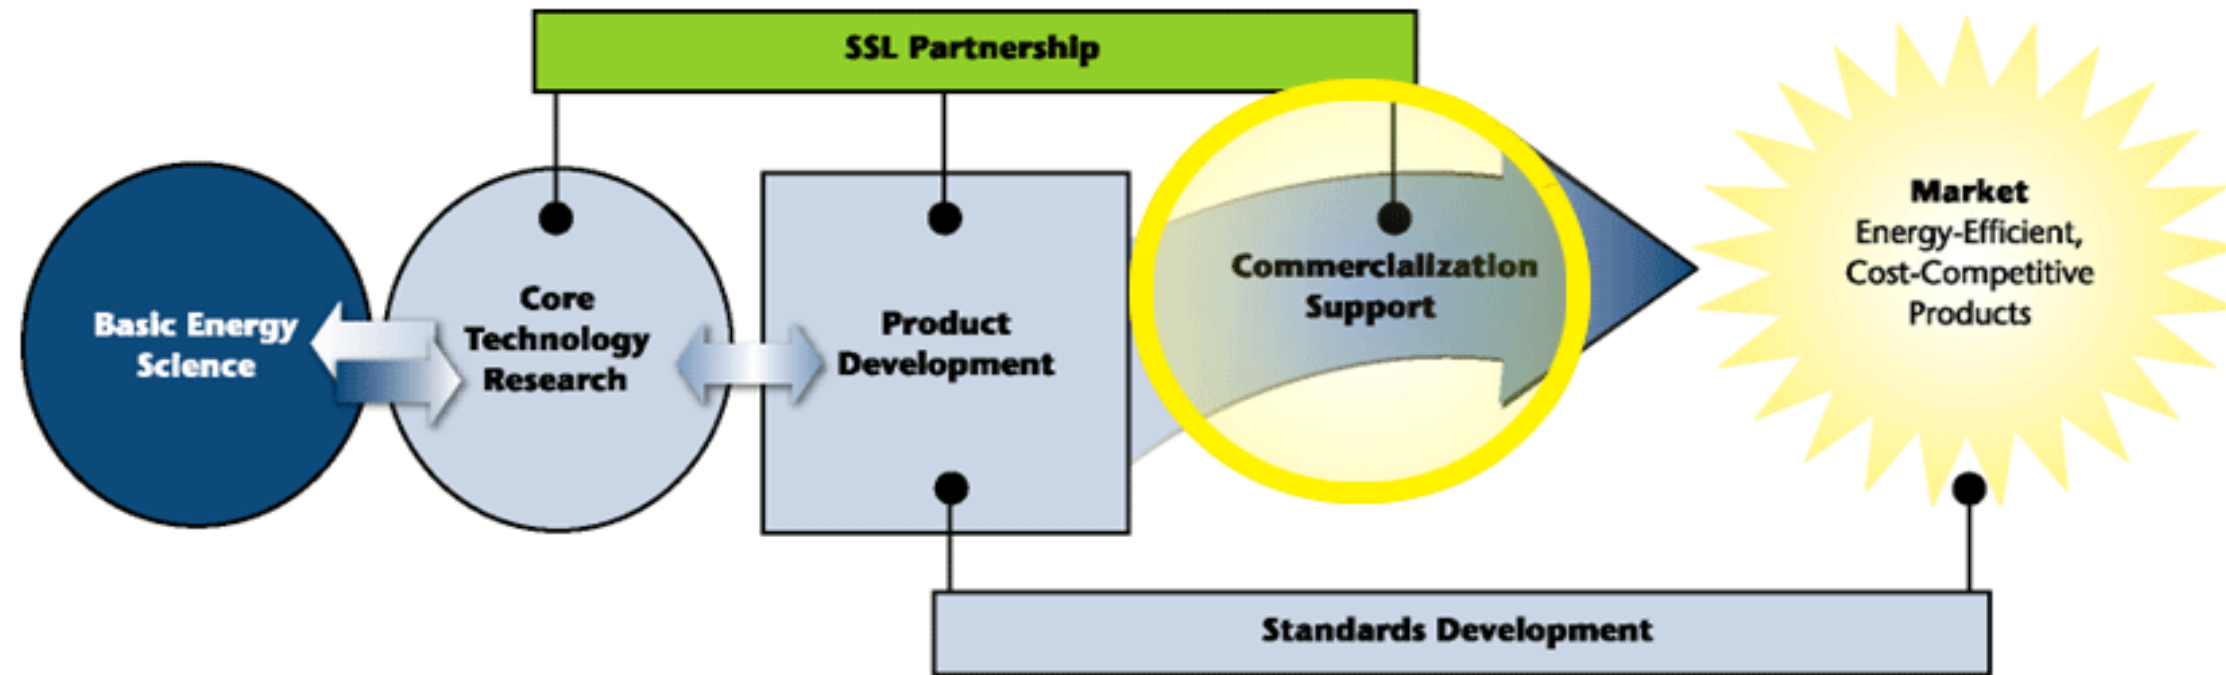 SSL Partnership
Basic Energy
Science
Core
Technology
Research
Product
Development
Commercialization
Support
Market
Energy-Efficient,
Cost-Competitive
Products
Standards Development